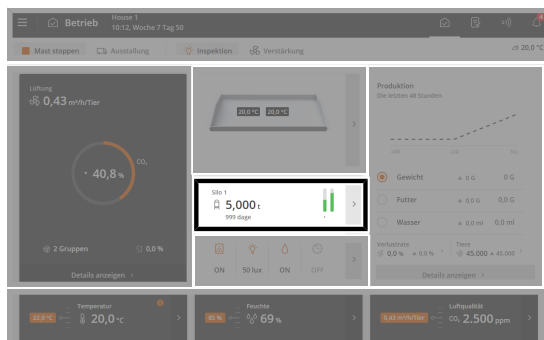 Betrieb
House 1
10:12, Woche 7 Tag 50
Mast stoppen
Ausstallung
Inspektion
Verstärkung
20,0 °C
Lüftung
0,43 m³/h/Tier
40,8 %
CO₂
2 Gruppen
0,0 %
Details anzeigen
20,0 °C 20,0 °C
Silo 1
5,000 t
999 dage
ON 50 lux ON OFF
Produktion
Die letzten 48 Stunden
Gewicht + 0 G 0 G
Futter + 0,0 G 0,0 G
Wasser + 0,0 ml 0,0 ml
Verlustrate
0,0 % + 0,0 %
Tiere
45.000 + 45.000
Details anzeigen
Temperatur
20,0 °C
Feuchte
85 %
69 %
Luftqualität
0,43 m³/h/Tier
CO₂ 2.500 ppm